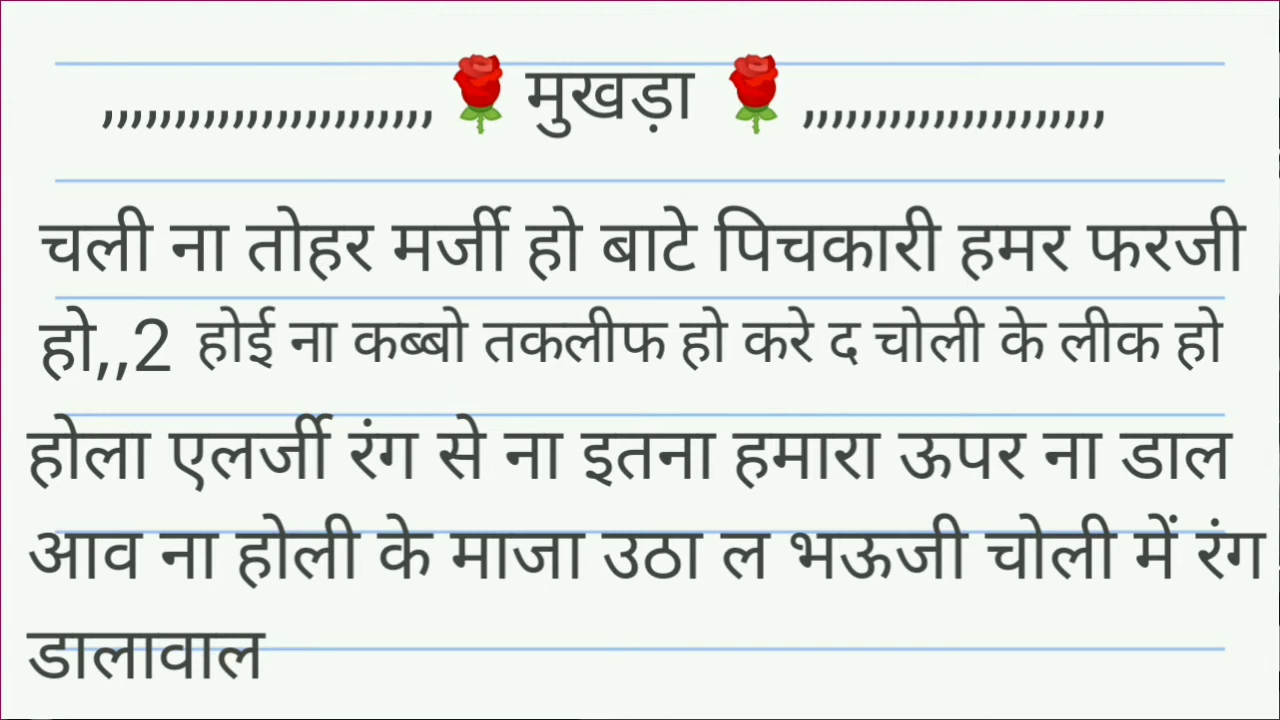 ,,,,,,,,,,,,,,,,,,,,,,,🌹 मुखड़ा 🌹,,,,,,,,,,,,,,,,,,,,,
चली ना तोहर मर्जी हो बाटे पिचकारी हमर फरजी
हो,,2 होई ना कब्बो तकलीफ हो करे द चोली के लीक हो
होला एलर्जी रंग से ना इतना हमारा ऊपर ना डाल
आव ना होली के माजा उठा ल भऊजी चोली में रंग
डालावाल